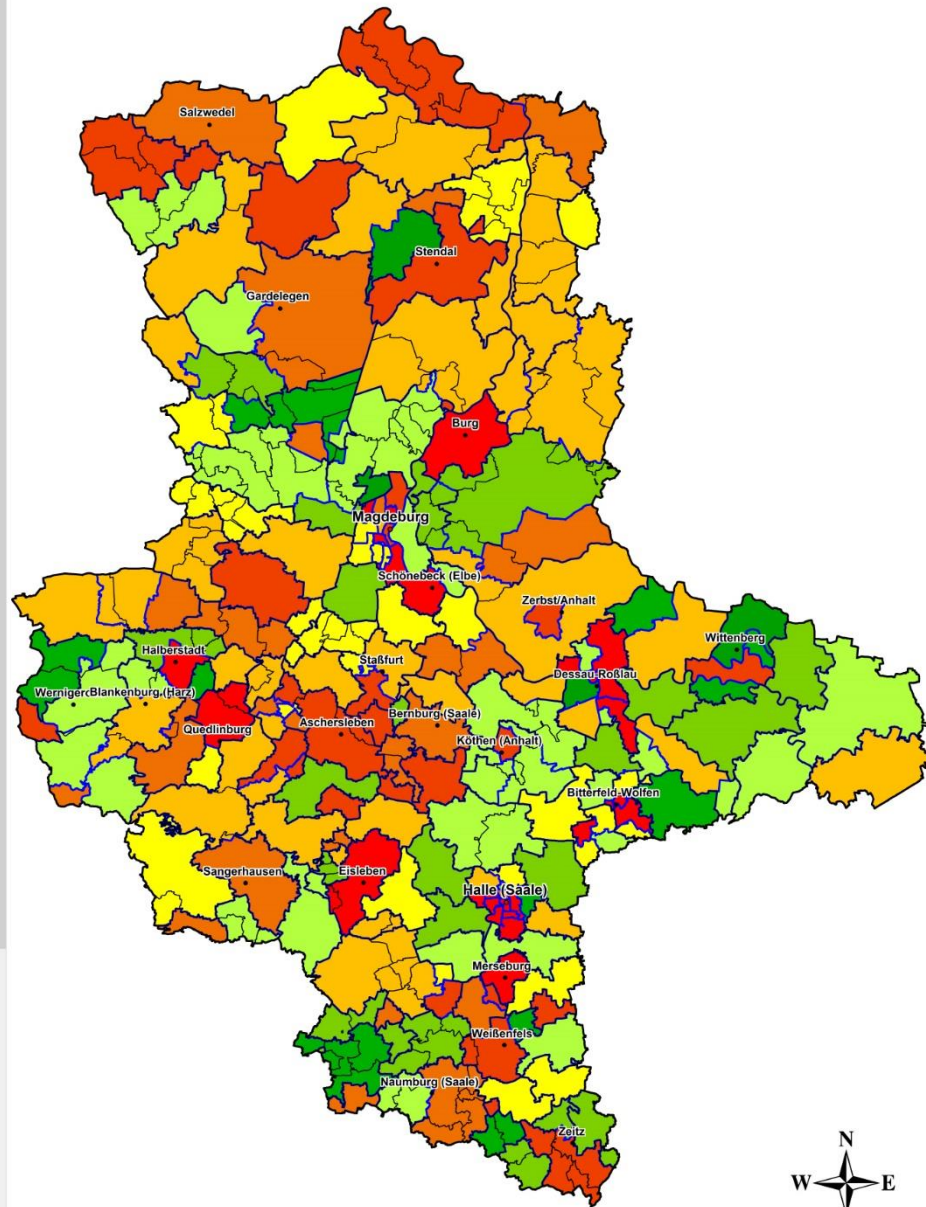 Salzwedel
Stendal
Gardelegen
Burg
Magdeburg
Schönebeck (Elbe)
Zerbst/Anhalt
Wittenberg
Halberstadt
Staßfurt
Dessau-Roßlau
WernigerBlankenburg (Harz)
Quedlinburg
Aschersleben
Bernburg (Saale)
Köthen (Anhalt)
Bitterfeld-Wolfen
Sangerhausen
Eisleben
Halle (Saale)
Merseburg
Weißenfels
Naumburg (Saale)
Zeitz
N
W E